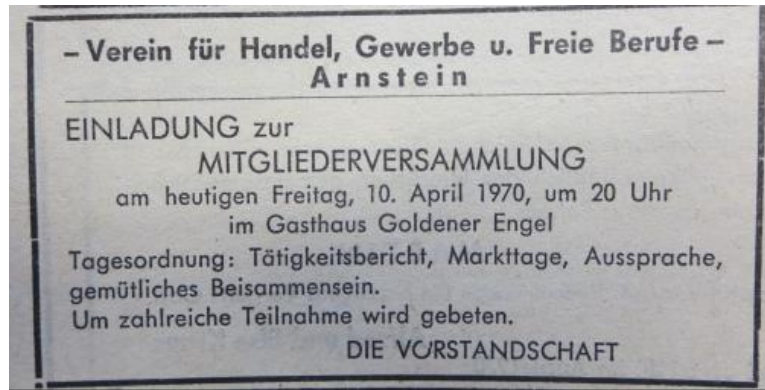 – Verein für Handel, Gewerbe u. Freie Berufe –
Arnstein
EINLADUNG zur
MITGLIEDERVERSAMMLUNG
am heutigen Freitag, 10. April 1970, um 20 Uhr
im Gasthaus Goldener Engel
Tagesordnung: Tätigkeitsbericht, Markttage, Aussprache,
gemütliches Beisammensein.
Um zahlreiche Teilnahme wird gebeten.
DIE VORSTANDSCHAFT